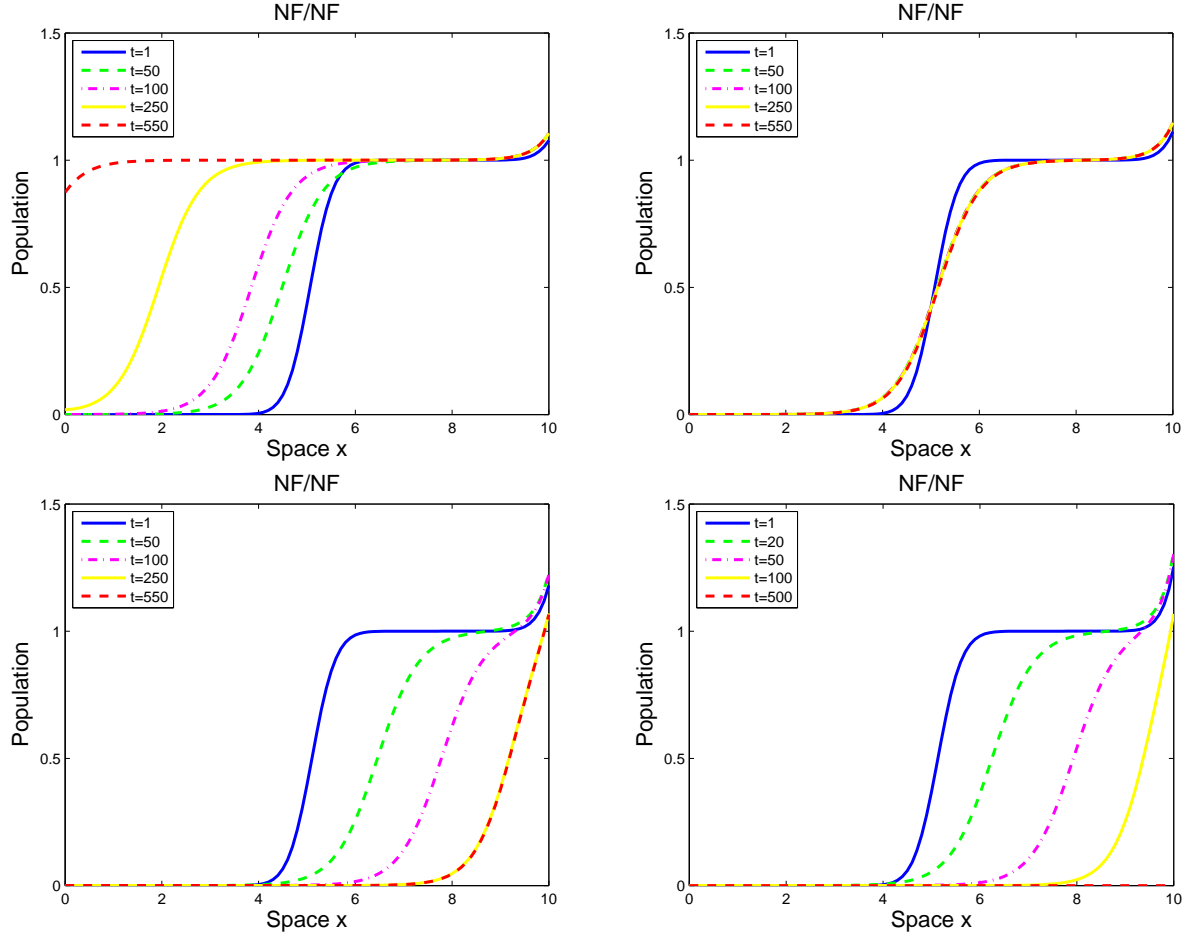 NF/NF
1.5
1
0.5
0
Population
t=1
t=50
t=100
t=250
t=550
0 2 4 6 8 10
Space x
NF/NF
1.5
1
0.5
0
Population
t=1
t=50
t=100
t=250
t=550
0 2 4 6 8 10
Space x
NF/NF
1.5
1
0.5
0
Population
t=1
t=50
t=100
t=250
t=550
0 2 4 6 8 10
Space x
NF/NF
1.5
1
0.5
0
Population
t=1
t=20
t=50
t=100
t=500
0 2 4 6 8 10
Space x